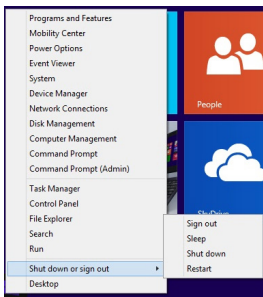 Programs and Features
Mobility Center
Power Options
Event Viewer
System
Device Manager
Network Connections
Disk Management
Computer Management
Command Prompt
Command Prompt (Admin)
Task Manager
Control Panel
File Explorer
Search
Run
Shut down or sign out
Desktop
People
SkyDrive
Sign out
Sleep
Shut down
Restart